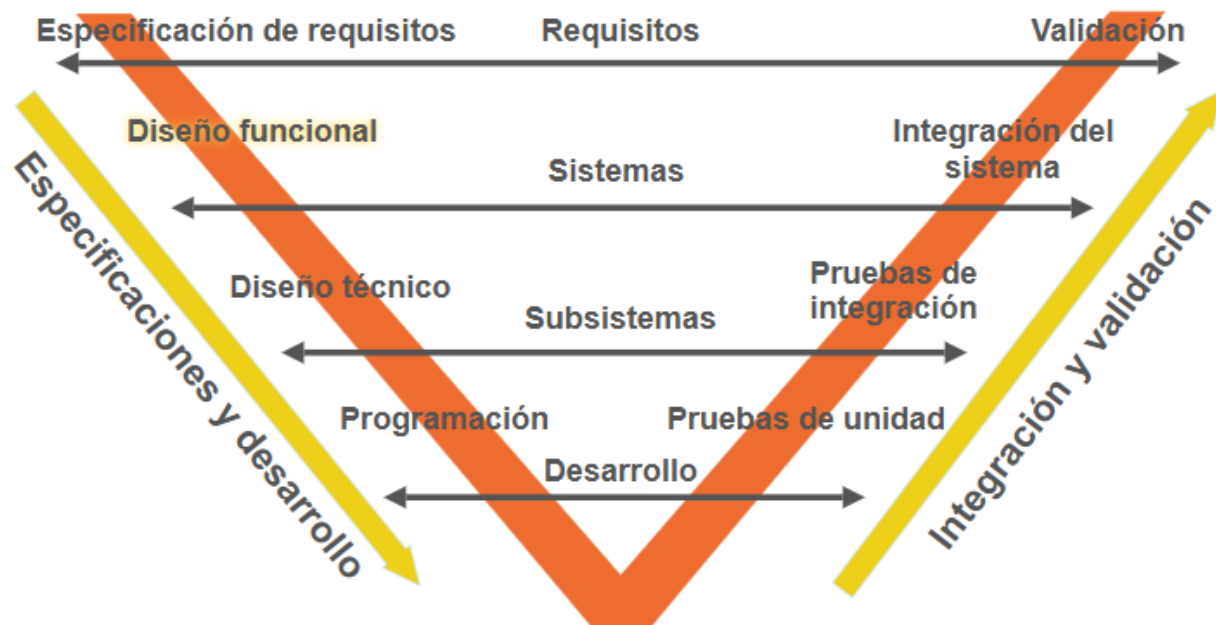 Especificación de requisitos
Requisitos
Validación
Diseño funcional
Integración del
sistema
Sistemas
Diseño técnico
Pruebas de
integración
Subsistemas
Programación
Pruebas de unidad
Desarrollo
Especificaciones y desarrollo
Integración y validación